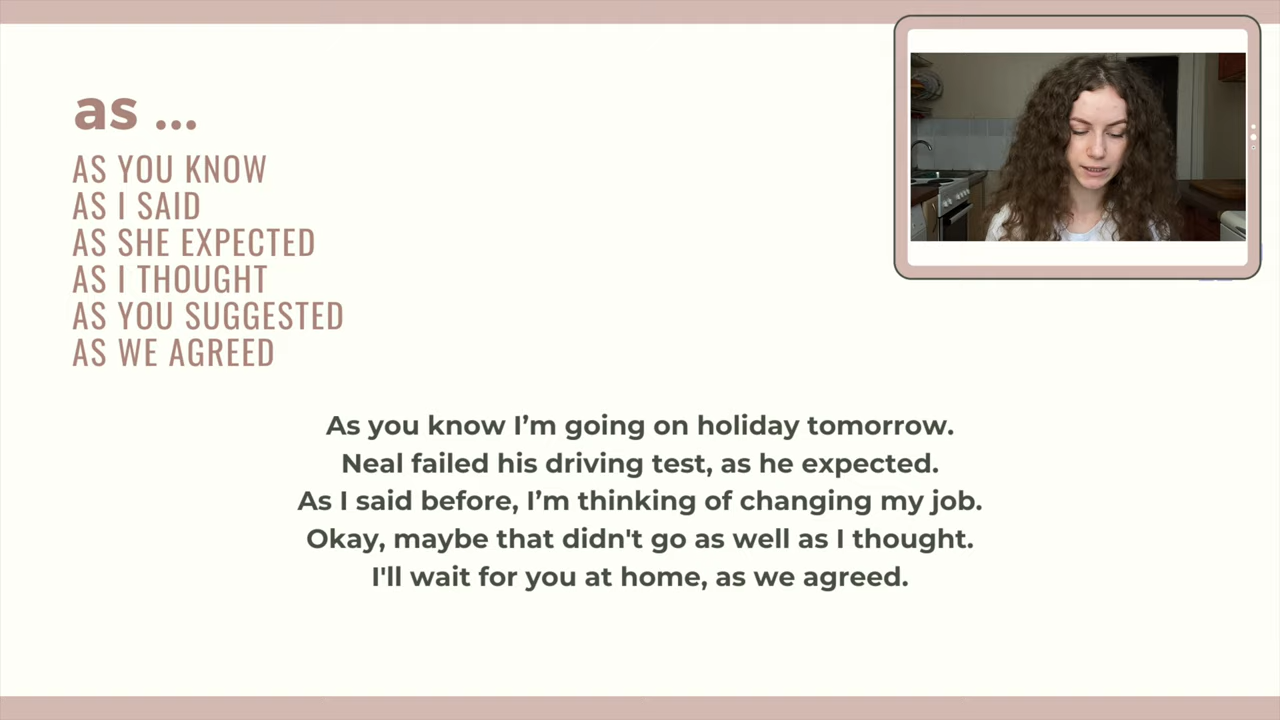 as ...
AS YOU KNOW
AS I SAID
AS SHE EXPECTED
AS I THOUGHT
AS YOU SUGGESTED
AS WE AGREED
As you know I’m going on holiday tomorrow.
Neal failed his driving test, as he expected.
As I said before, I’m thinking of changing my job.
Okay, maybe that didn't go as well as I thought.
I'll wait for you at home, as we agreed.